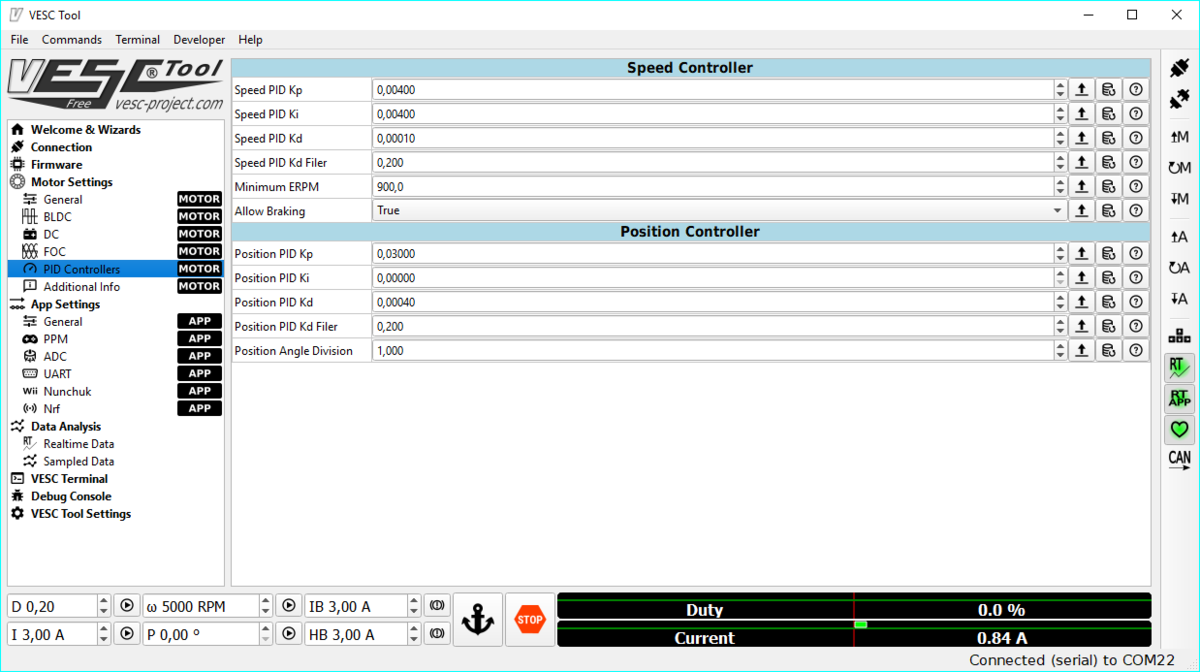 VESC Tool
File Commands Terminal Developer Help
VESC® Tool
Free vesc-project.com
Welcome & Wizards
Connection
Firmware
Motor Settings
General MOTOR
BLDC MOTOR
DC MOTOR
FOC MOTOR
PID Controllers MOTOR
Additional Info MOTOR
App Settings
General APP
PPM APP
ADC APP
UART APP
Wii Nunchuk APP
Nrf APP
Data Analysis
RT Realtime Data
Sampled Data
VESC Terminal
Debug Console
VESC Tool Settings
Speed Controller
Speed PID Kp 0,00400
Speed PID Ki 0,00400
Speed PID Kd 0,00010
Speed PID Kd Filer 0,200
Minimum ERPM 900,0
Allow Braking True
Position Controller
Position PID Kp 0,03000
Position PID Ki 0,00000
Position PID Kd 0,00040
Position PID Kd Filer 0,200
Position Angle Division 1,000
M
M
M
A
A
A
RT
RT
APP
CAN
D 0,20 ω 5000 RPM IB 3,00 A
I 3,00 A P 0,00 ° HB 3,00 A
STOP
Duty 0.0 %
Current 0.84 A
Connected (serial) to COM22